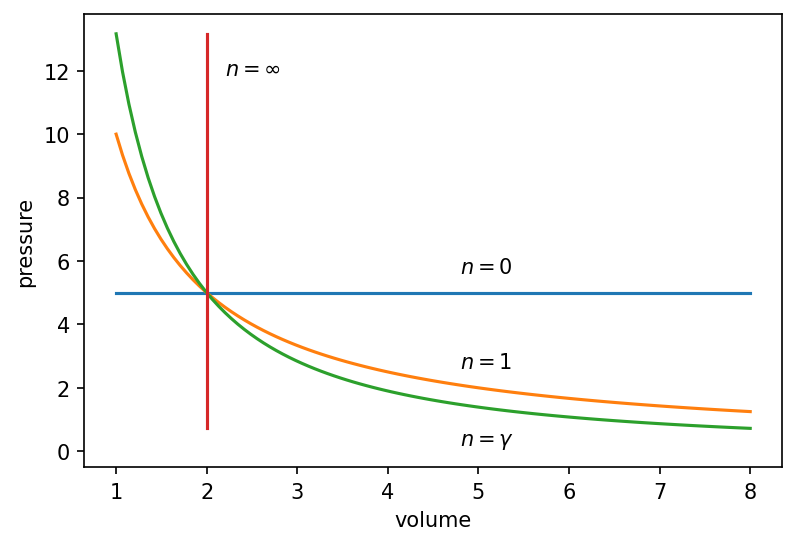 n = ∞
n = 0
n = 1
n = γ
pressure
12
10
8
6
4
2
0
1 2 3 4 5 6 7 8
volume